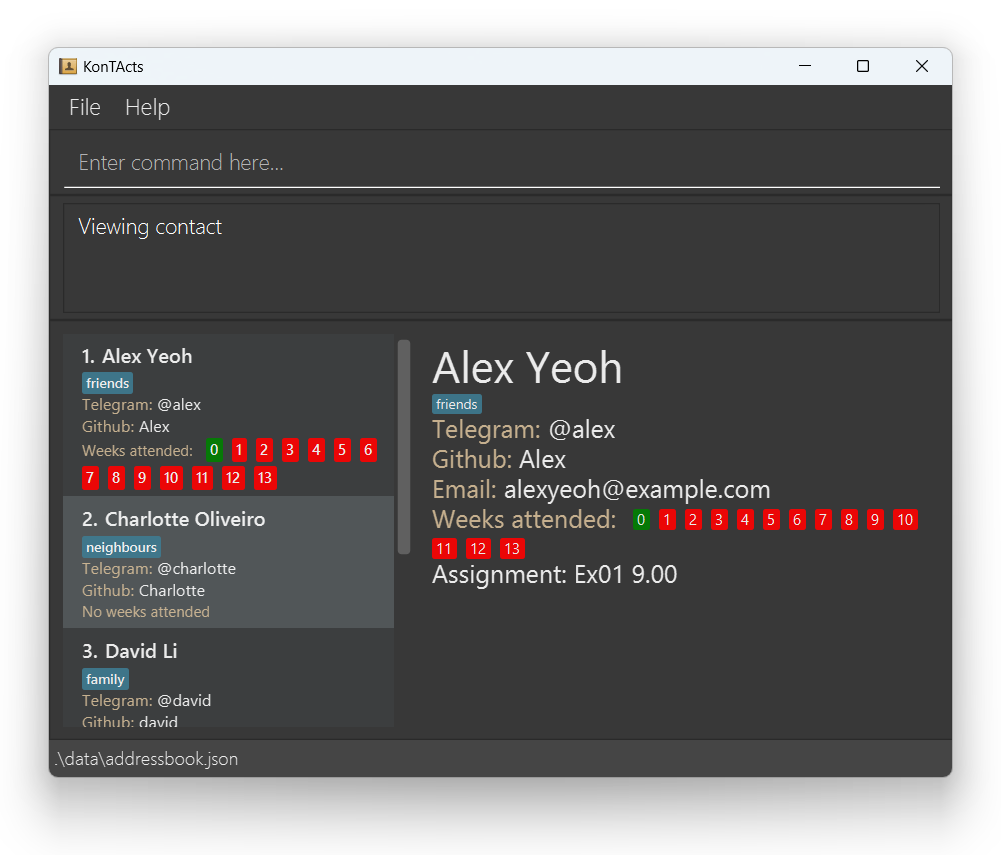 KonTActs
File Help
Enter command here...
Viewing contact
1. Alex Yeoh
friends
Telegram: @alex
Github: Alex
Weeks attended: 0 1 2 3 4 5 6
7 8 9 10 11 12 13
2. Charlotte Oliveiro
neighbours
Telegram: @charlotte
Github: Charlotte
No weeks attended
3. David Li
family
Telegram: @david
Github: david
Alex Yeoh
friends
Telegram: @alex
Github: Alex
Email: alexyeoh@example.com
Weeks attended: 0 1 2 3 4 5 6 7 8 9 10
11 12 13
Assignment: Ex01 9.00
.\data\addressbook.json